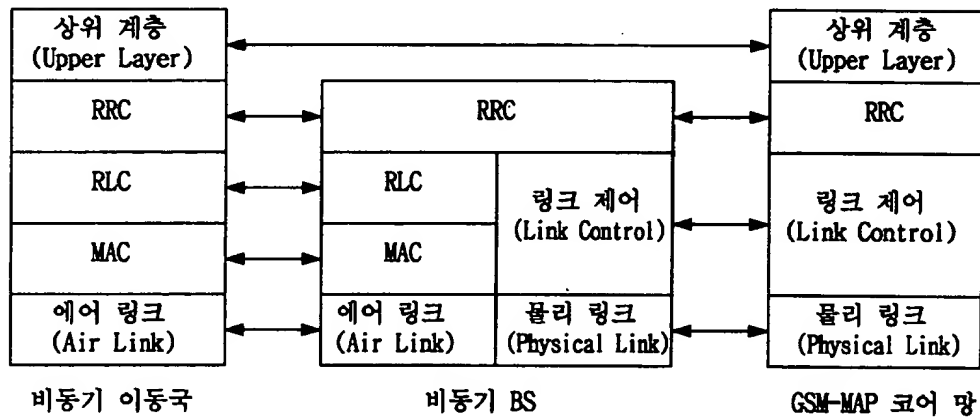 상위 계층
(Upper Layer)
RRC
RLC
MAC
에어 링크
(Air Link)
비동기 이동국
RRC
RLC
MAC
에어 링크
(Air Link)
링크 제어
(Link Control)
물리 링크
(Physical Link)
비동기 BS
상위 계층
(Upper Layer)
RRC
링크 제어
(Link Control)
물리 링크
(Physical Link)
GSM-MAP 코어 망